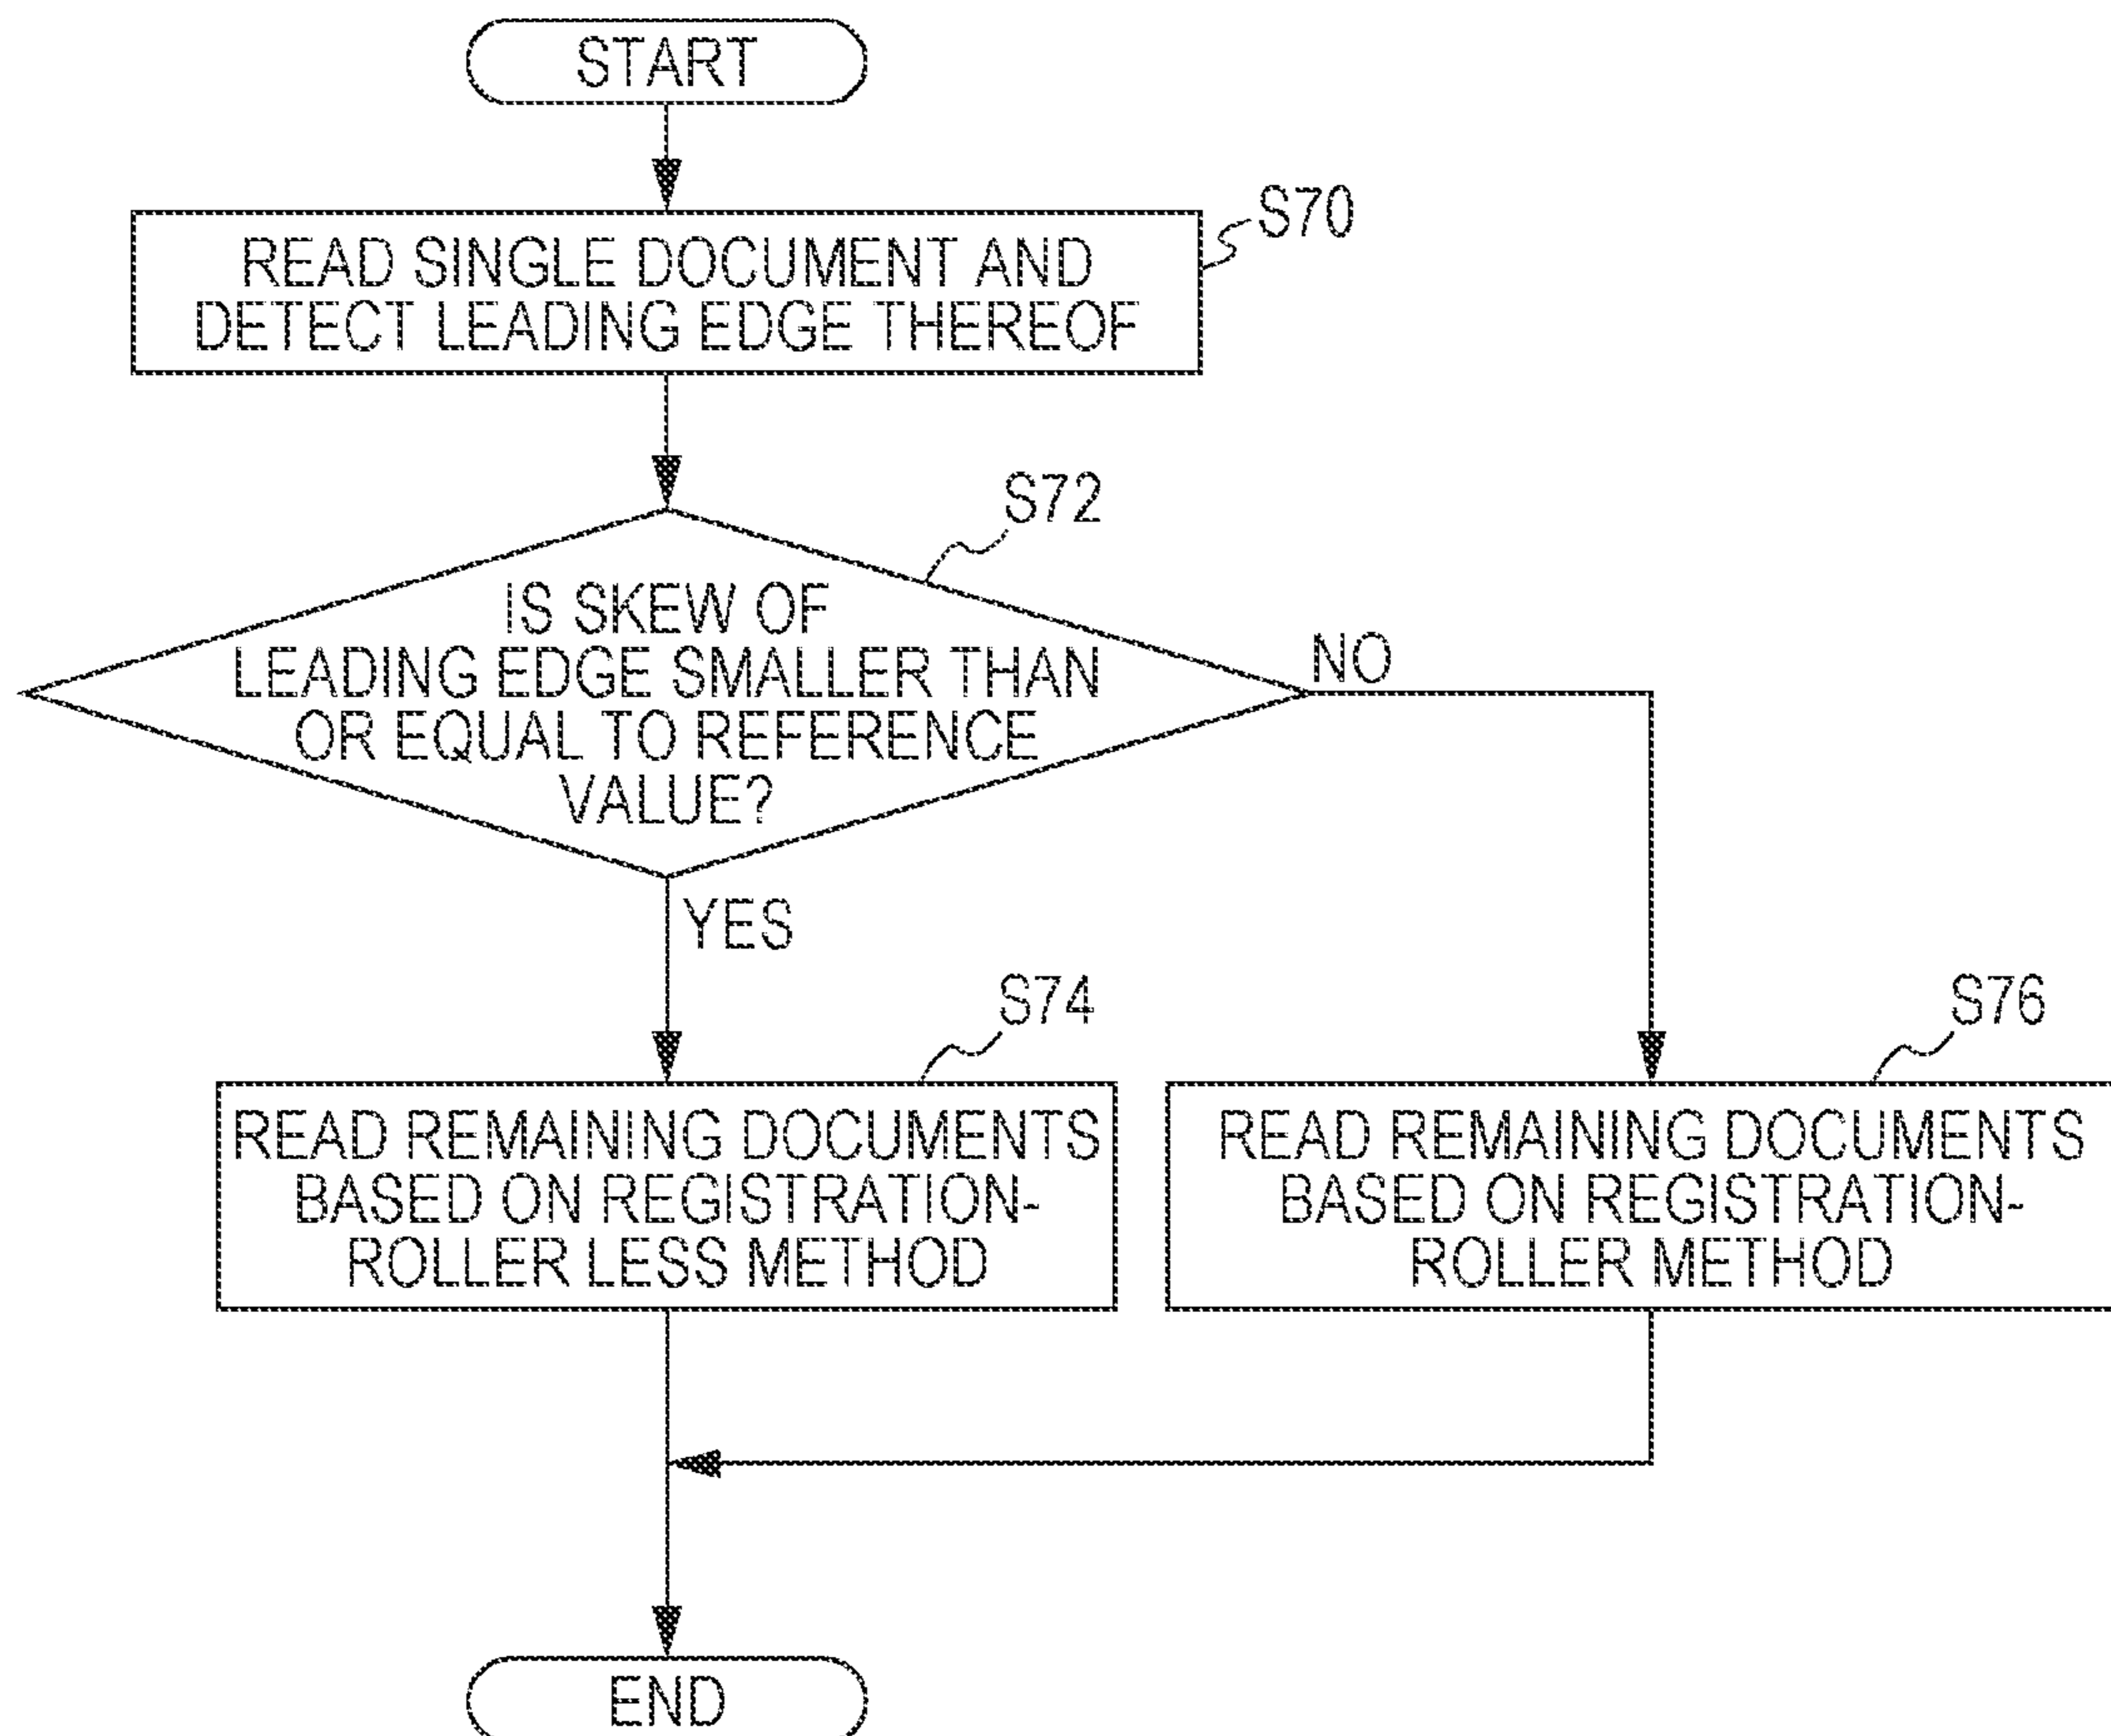 START
S70
READ SINGLE DOCUMENT AND
DETECT LEADING EDGE THEREOF
S72
IS SKEW OF
LEADING EDGE SMALLER THAN
OR EQUAL TO REFERENCE
VALUE?
NO
YES
S74
READ REMAINING DOCUMENTS
BASED ON REGISTRATION-
ROLLER LESS METHOD
S76
READ REMAINING DOCUMENTS
BASED ON REGISTRATION-
ROLLER METHOD
END